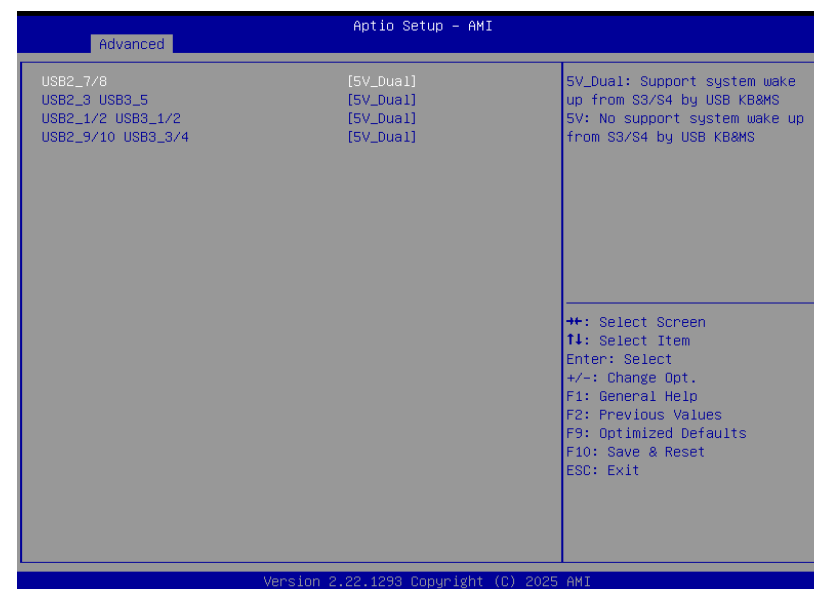 Aptio Setup – AMI
Advanced
USB2_7/8 [5V_Dual]
USB2_3 USB3_5 [5V_Dual]
USB2_1/2 USB3_1/2 [5V_Dual]
USB2_9/10 USB3_3/4 [5V_Dual]
5V_Dual: Support system wake
up from S3/S4 by USB KB&MS
5V: No support system wake up
from S3/S4 by USB KB&MS
→←: Select Screen
↑↓: Select Item
Enter: Select
+/-: Change Opt.
F1: General Help
F2: Previous Values
F9: Optimized Defaults
F10: Save & Reset
ESC: Exit
Version 2.22.1293 Copyright (C) 2025 AMI